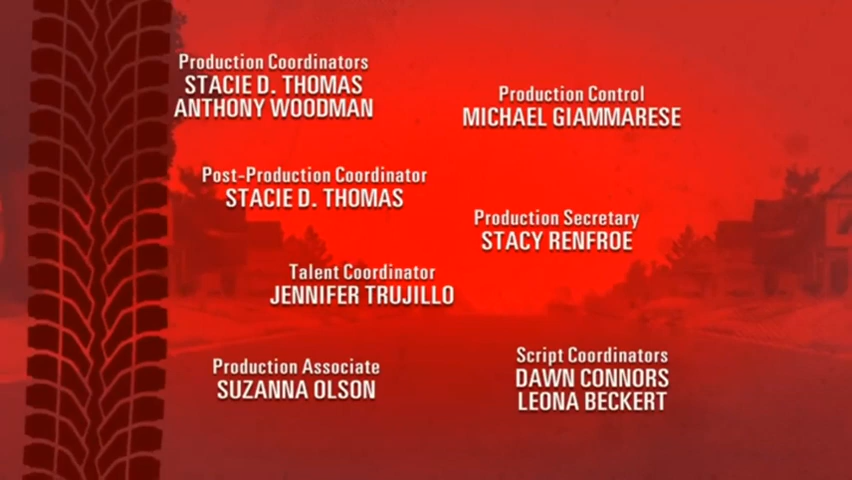 Production Coordinators
STACIE D. THOMAS
ANTHONY WOODMAN
Production Control
MICHAEL GIAMMARESE
Post-Production Coordinator
STACIE D. THOMAS
Production Secretary
STACY RENFROE
Talent Coordinator
JENNIFER TRUJILLO
Production Associate
SUZANNA OLSON
Script Coordinators
DAWN CONNORS
LEONA BECKERT